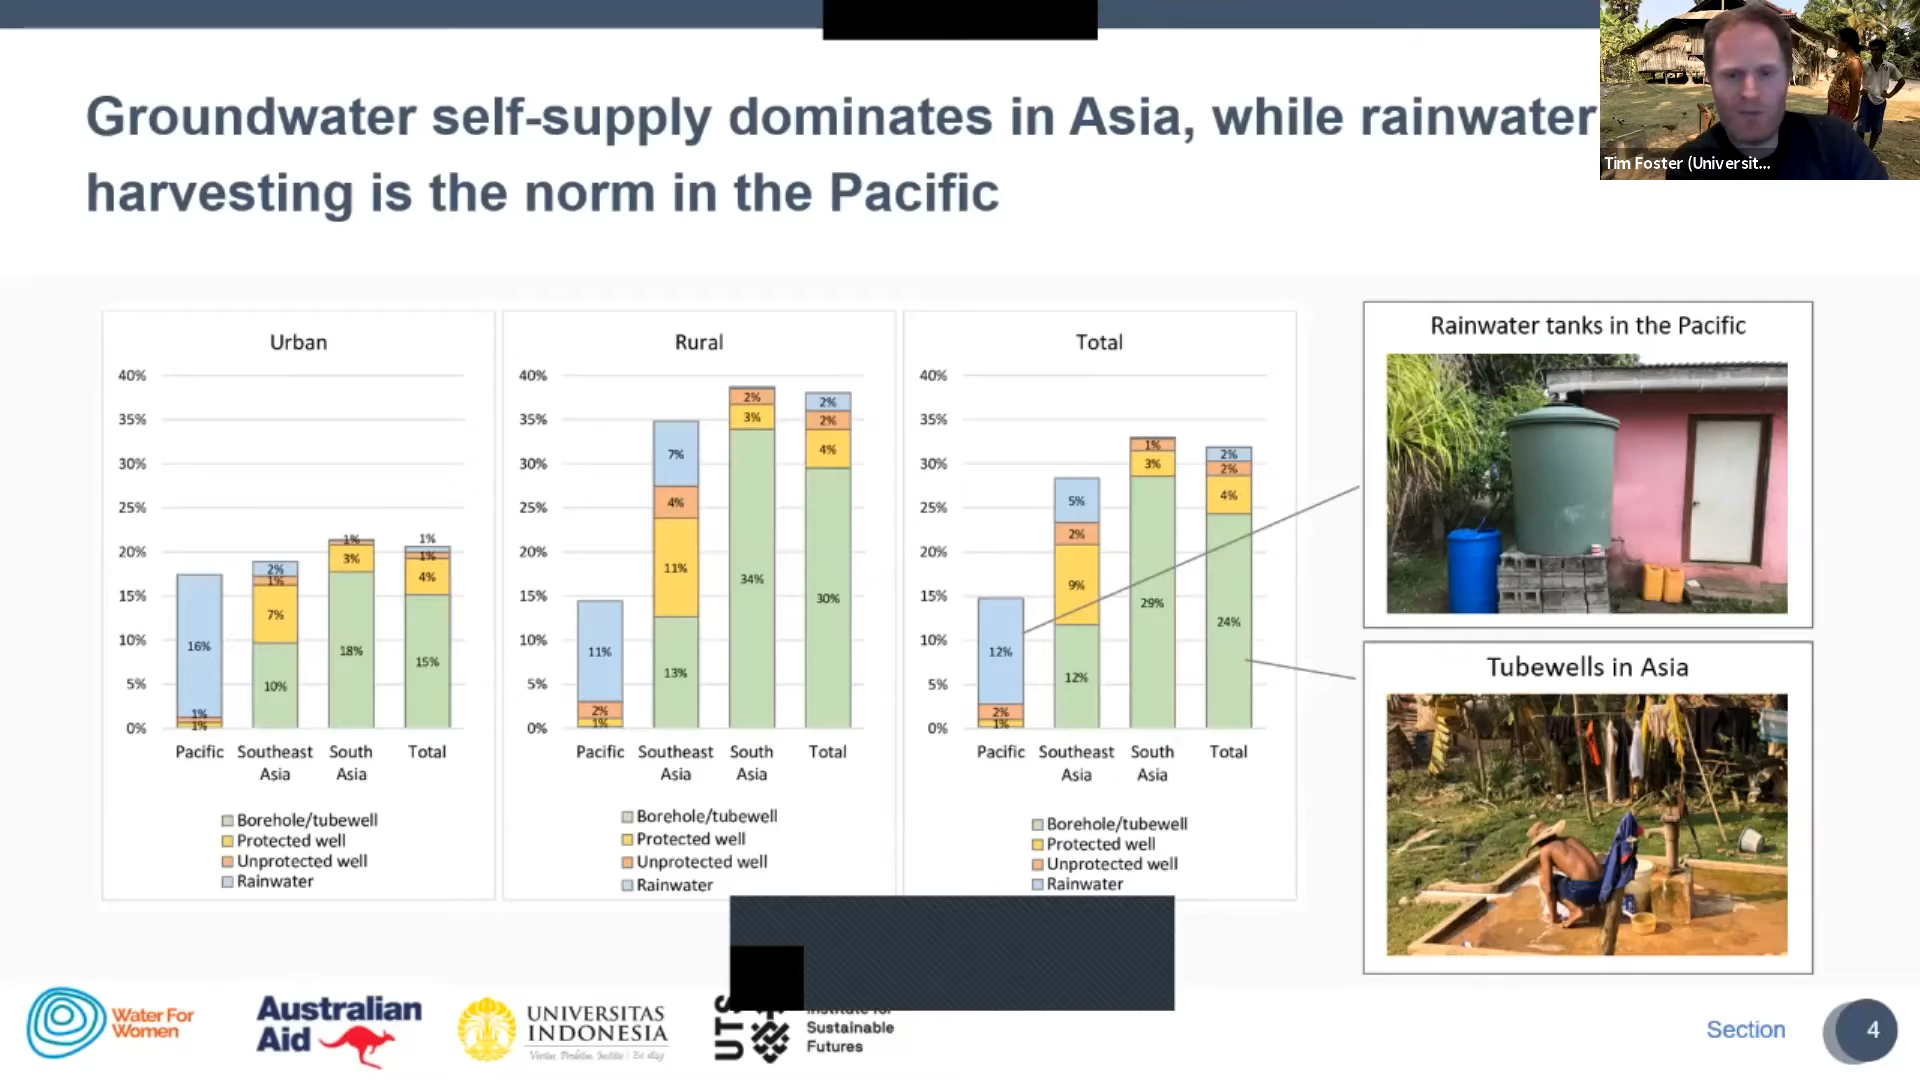 Groundwater self-supply dominates in Asia, while rainwater
harvesting is the norm in the Pacific
Tim Foster (Universit...
Urban
40%
35%
30%
25%
20%
15%
10%
5%
0%
16%
1%
1%
2%
1%
7%
10%
1%
3%
18%
1%
1%
4%
15%
Pacific
Southeast Asia
South Asia
Total
Borehole/tubewell
Protected well
Unprotected well
Rainwater
Rural
40%
35%
30%
25%
20%
15%
10%
5%
0%
11%
2%
1%
7%
4%
11%
13%
2%
3%
34%
2%
2%
4%
30%
Pacific
Southeast Asia
South Asia
Total
Borehole/tubewell
Protected well
Unprotected well
Rainwater
Total
40%
35%
30%
25%
20%
15%
10%
5%
0%
12%
2%
1%
5%
2%
9%
12%
1%
3%
29%
2%
2%
4%
24%
Pacific
Southeast Asia
South Asia
Total
Borehole/tubewell
Protected well
Unprotected well
Rainwater
Rainwater tanks in the Pacific
Tubewells in Asia
Water For
Women
Australian
Aid
UNIVERSITAS
INDONESIA
UTS
Institute for
Sustainable
Futures
Section
4